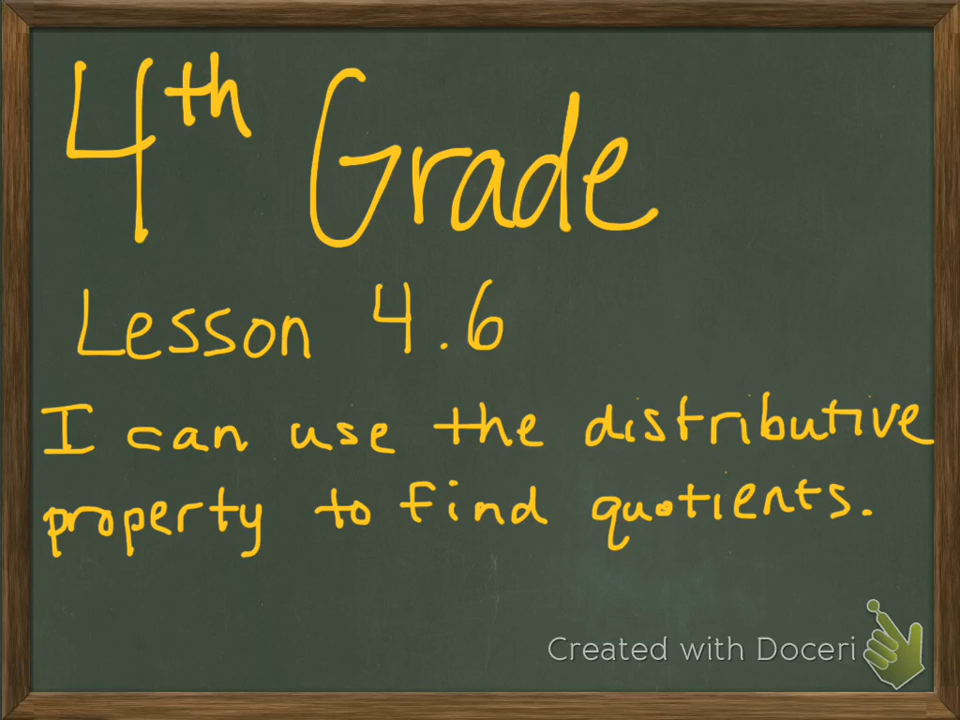 4th Grade
Lesson 4.6
I can use the distributive
property to find quotients.
Created with Doceri